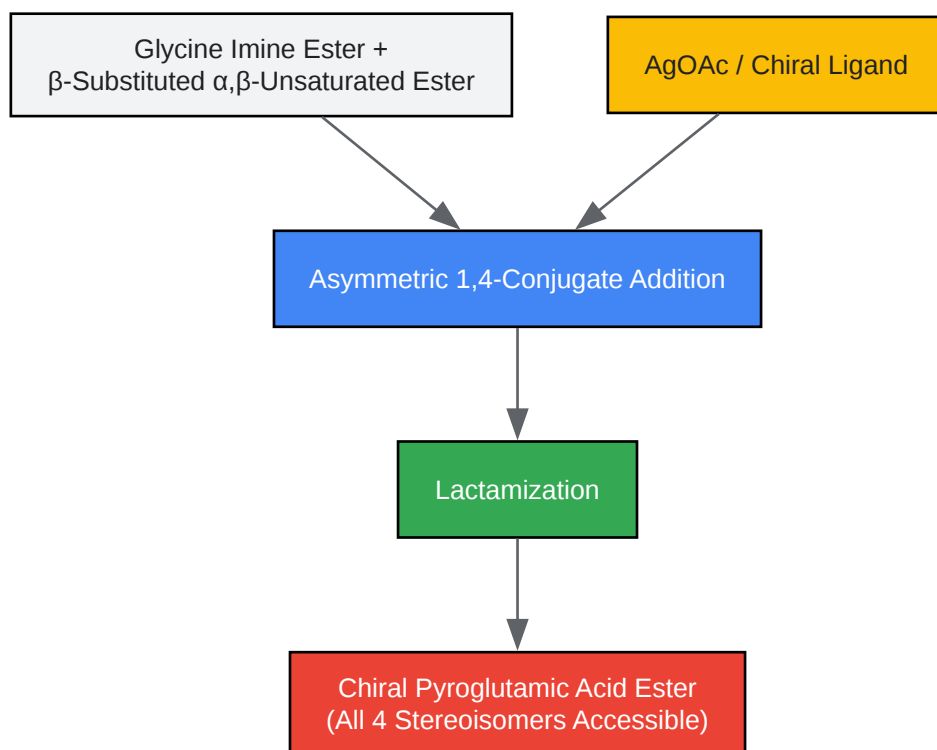 Glycine Imine Ester +
β-Substituted α,β-Unsaturated Ester
AgOAc / Chiral Ligand
Asymmetric 1,4-Conjugate Addition
Lactamization
Chiral Pyroglutamic Acid Ester
(All 4 Stereoisomers Accessible)